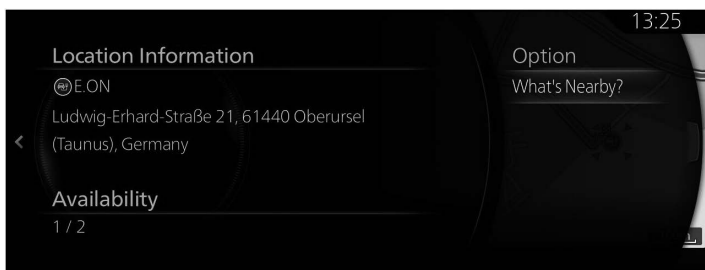 13:25
Location Information
E.ON
Ludwig-Erhard-Straße 21, 61440 Oberursel
(Taunus), Germany
Availability
1 / 2
Option
What's Nearby?